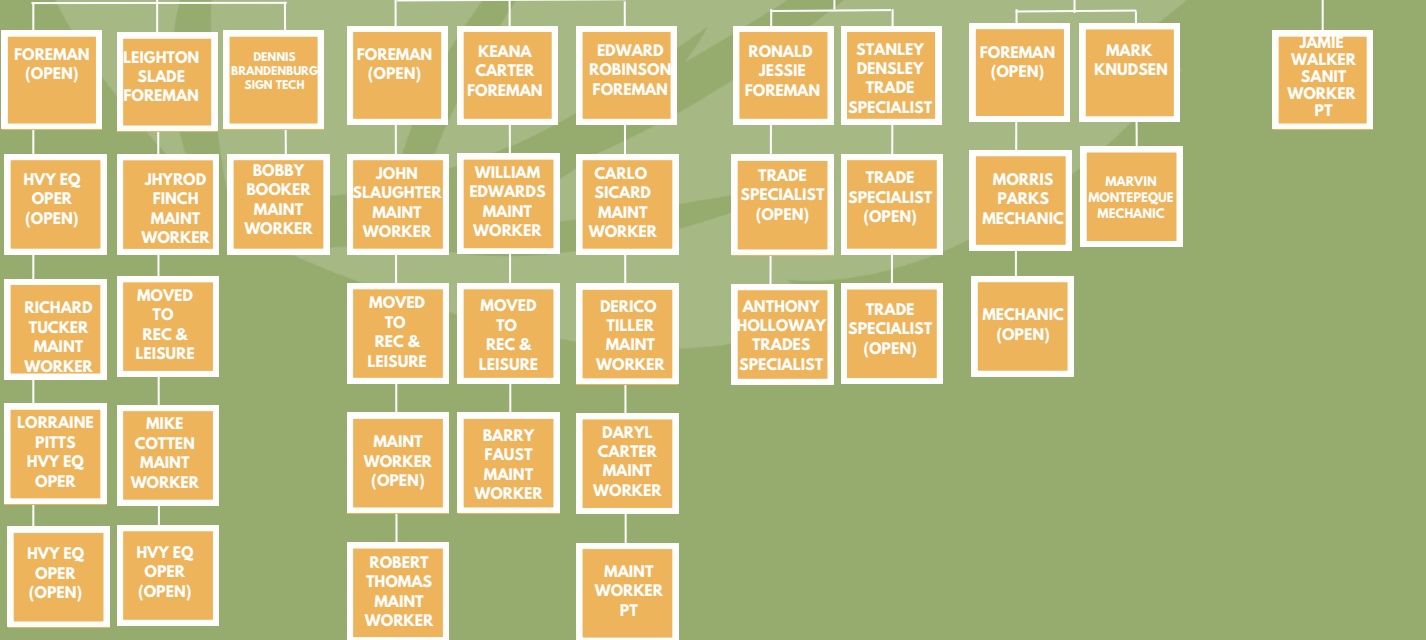 FOREMAN
(OPEN)
LEIGHTON
SLADE
FOREMAN
DENNIS
BRANDENBURG
SIGN TECH
FOREMAN
(OPEN)
KEANA
CARTER
FOREMAN
EDWARD
ROBINSON
FOREMAN
RONALD
JESSIE
FOREMAN
STANLEY
DENSLEY
TRADE
SPECIALIST
FOREMAN
(OPEN)
MARK
KNUDSEN
JAMIE
WALKER
SANIT
WORKER
PT
HVY EQ
OPER
(OPEN)
JHYROD
FINCH
MAINT
WORKER
BOBBY
BOOKER
MAINT
WORKER
JOHN
SLAUGHTER
MAINT
WORKER
WILLIAM
EDWARDS
MAINT
WORKER
CARLO
SICARD
MAINT
WORKER
TRADE
SPECIALIST
(OPEN)
TRADE
SPECIALIST
(OPEN)
MORRIS
PARKS
MECHANIC
MARVIN
MONTEPEQUE
MECHANIC
RICHARD
TUCKER
MAINT
WORKER
MOVED
TO
REC &
LEISURE
MOVED
TO
REC &
LEISURE
MOVED
TO
REC &
LEISURE
DERICO
TILLER
MAINT
WORKER
ANTHONY
HOLLOWAY
TRADES
SPECIALIST
TRADE
SPECIALIST
(OPEN)
MECHANIC
(OPEN)
LORRAINE
PITTS
HVY EQ
OPER
MIKE
COTTEN
MAINT
WORKER
MAINT
WORKER
(OPEN)
BARRY
FAUST
MAINT
WORKER
DARYL
CARTER
MAINT
WORKER
HVY EQ
OPER
(OPEN)
HVY EQ
OPER
(OPEN)
ROBERT
THOMAS
MAINT
WORKER
MAINT
WORKER
PT